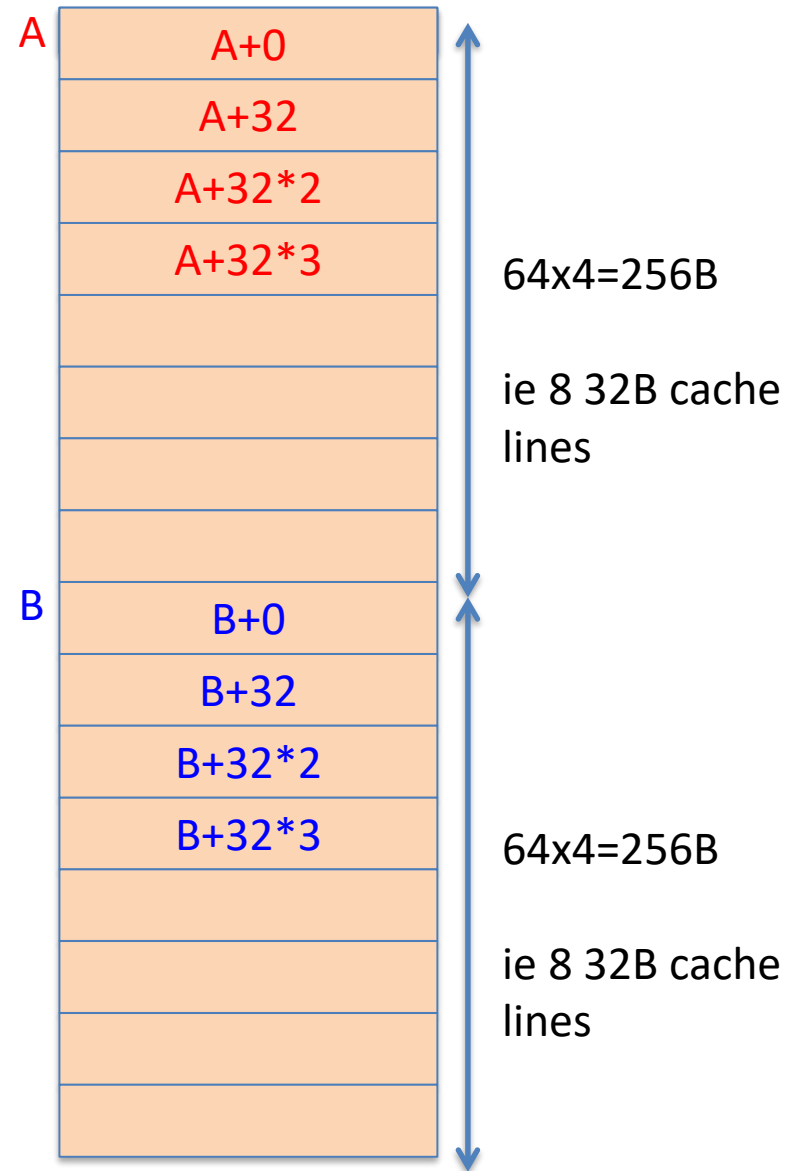 A
A+0
A+32
A+32*2
A+32*3
64x4=256B
ie 8 32B cache
lines
B
B+0
B+32
B+32*2
B+32*3
64x4=256B
ie 8 32B cache
lines